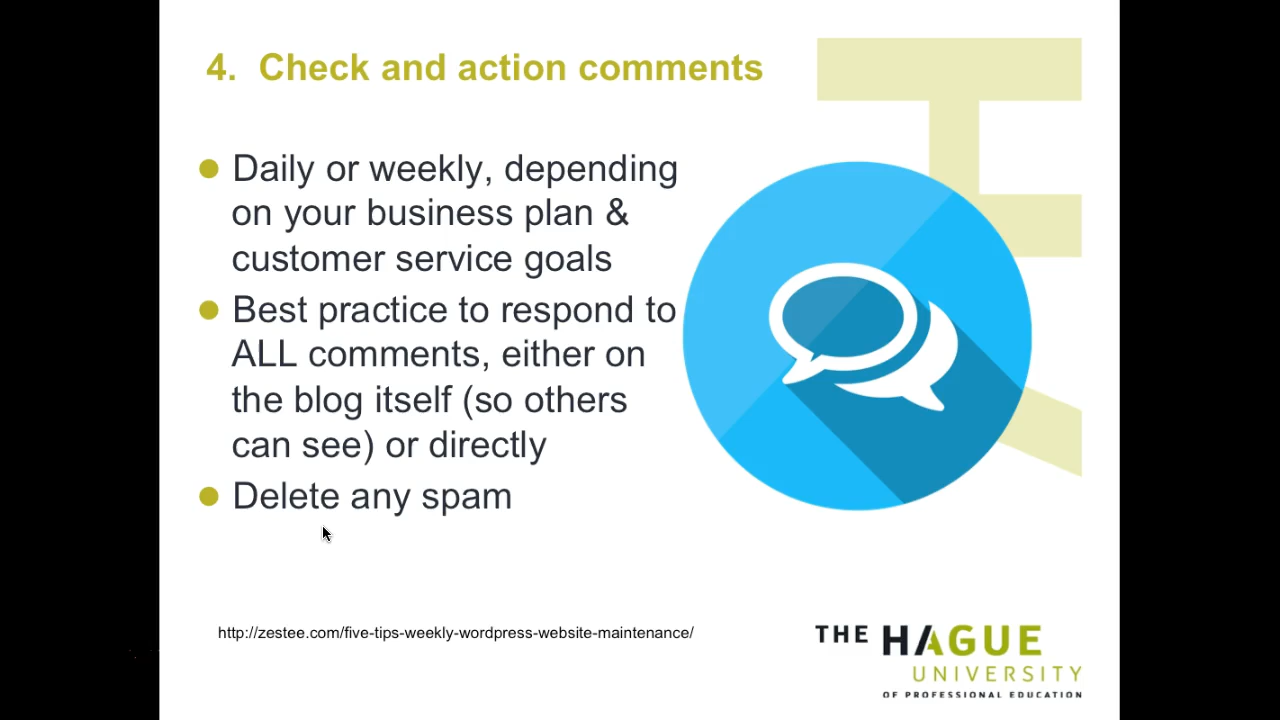 4. Check and action comments
Daily or weekly, depending
on your business plan &
customer service goals
Best practice to respond to
ALL comments, either on
the blog itself (so others
can see) or directly
Delete any spam
http://zestee.com/five-tips-weekly-wordpress-website-maintenance/
THE HAGUE
UNIVERSITY
OF PROFESSIONAL EDUCATION